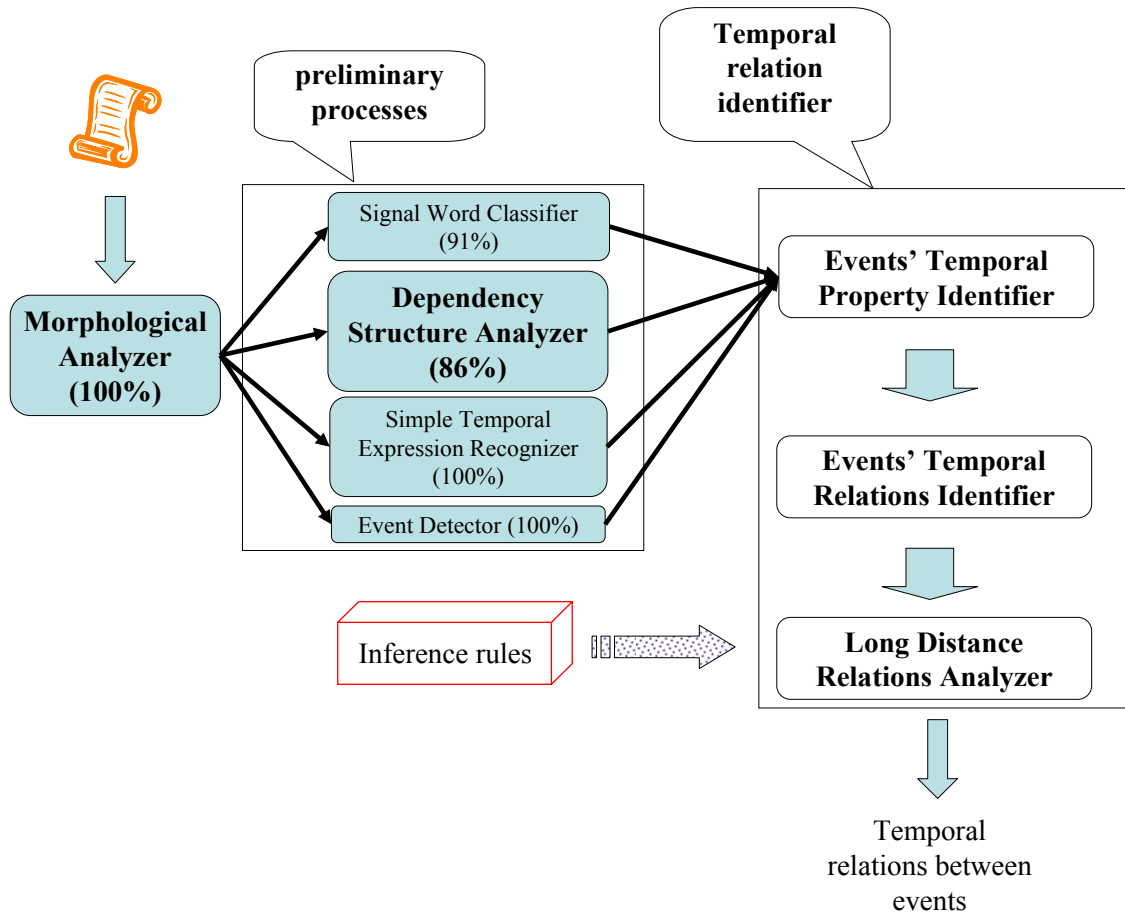 preliminary
processes
Temporal
relation
identifier
Morphological
Analyzer
(100%)
Signal Word Classifier
(91%)
Dependency
Structure Analyzer
(86%)
Simple Temporal
Expression Recognizer
(100%)
Event Detector (100%)
Inference rules
Events’ Temporal
Property Identifier
Events’ Temporal
Relations Identifier
Long Distance
Relations Analyzer
Temporal
relations between
events